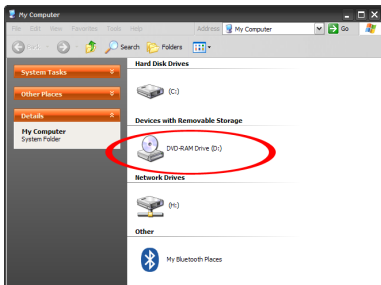 My Computer
File Edit View Favorites Tools Help Address My Computer Go
Back Search Folders
Hard Disk Drives
System Tasks
(C:)
Other Places
Devices with Removable Storage
Details
My Computer
System Folder
DVD-RAM Drive (D:)
Network Drives
(H:)
Other
My Bluetooth Places